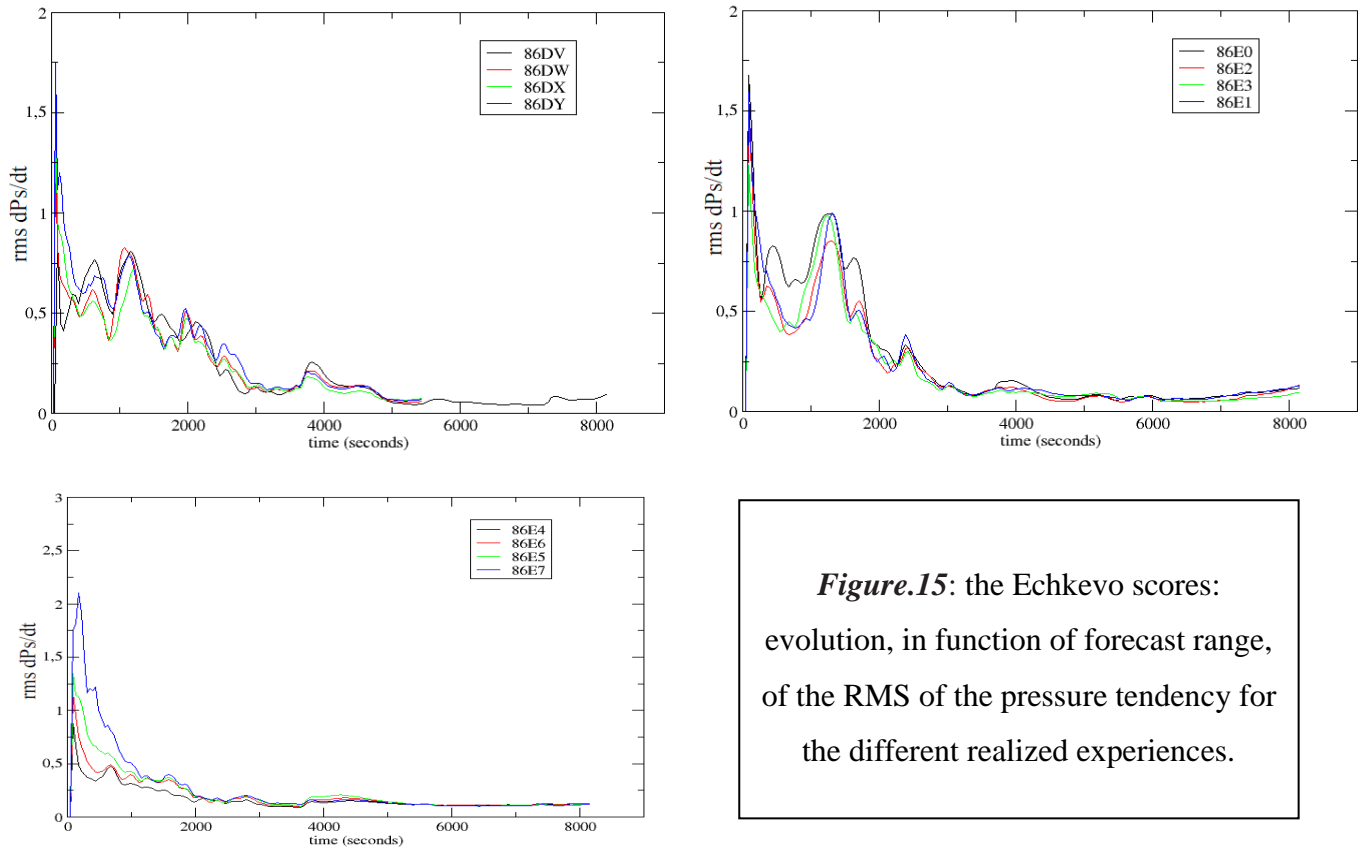 2
1,5
1
0,5
0
rms dPs/dt
0 2000 4000 6000 8000
time (seconds)
86DV
86DW
86DX
86DY
2
1,5
1
0,5
0
rms dPs/dt
0 2000 4000 6000 8000
time (seconds)
86E0
86E2
86E3
86E1
3
2,5
2
1,5
1
0,5
0
rms dPs/dt
0 2000 4000 6000 8000
time (seconds)
86E4
86E6
86E5
86E7
Figure.15: the Echkevo scores:
evolution, in function of forecast range,
of the RMS of the pressure tendency for
the different realized experiences.